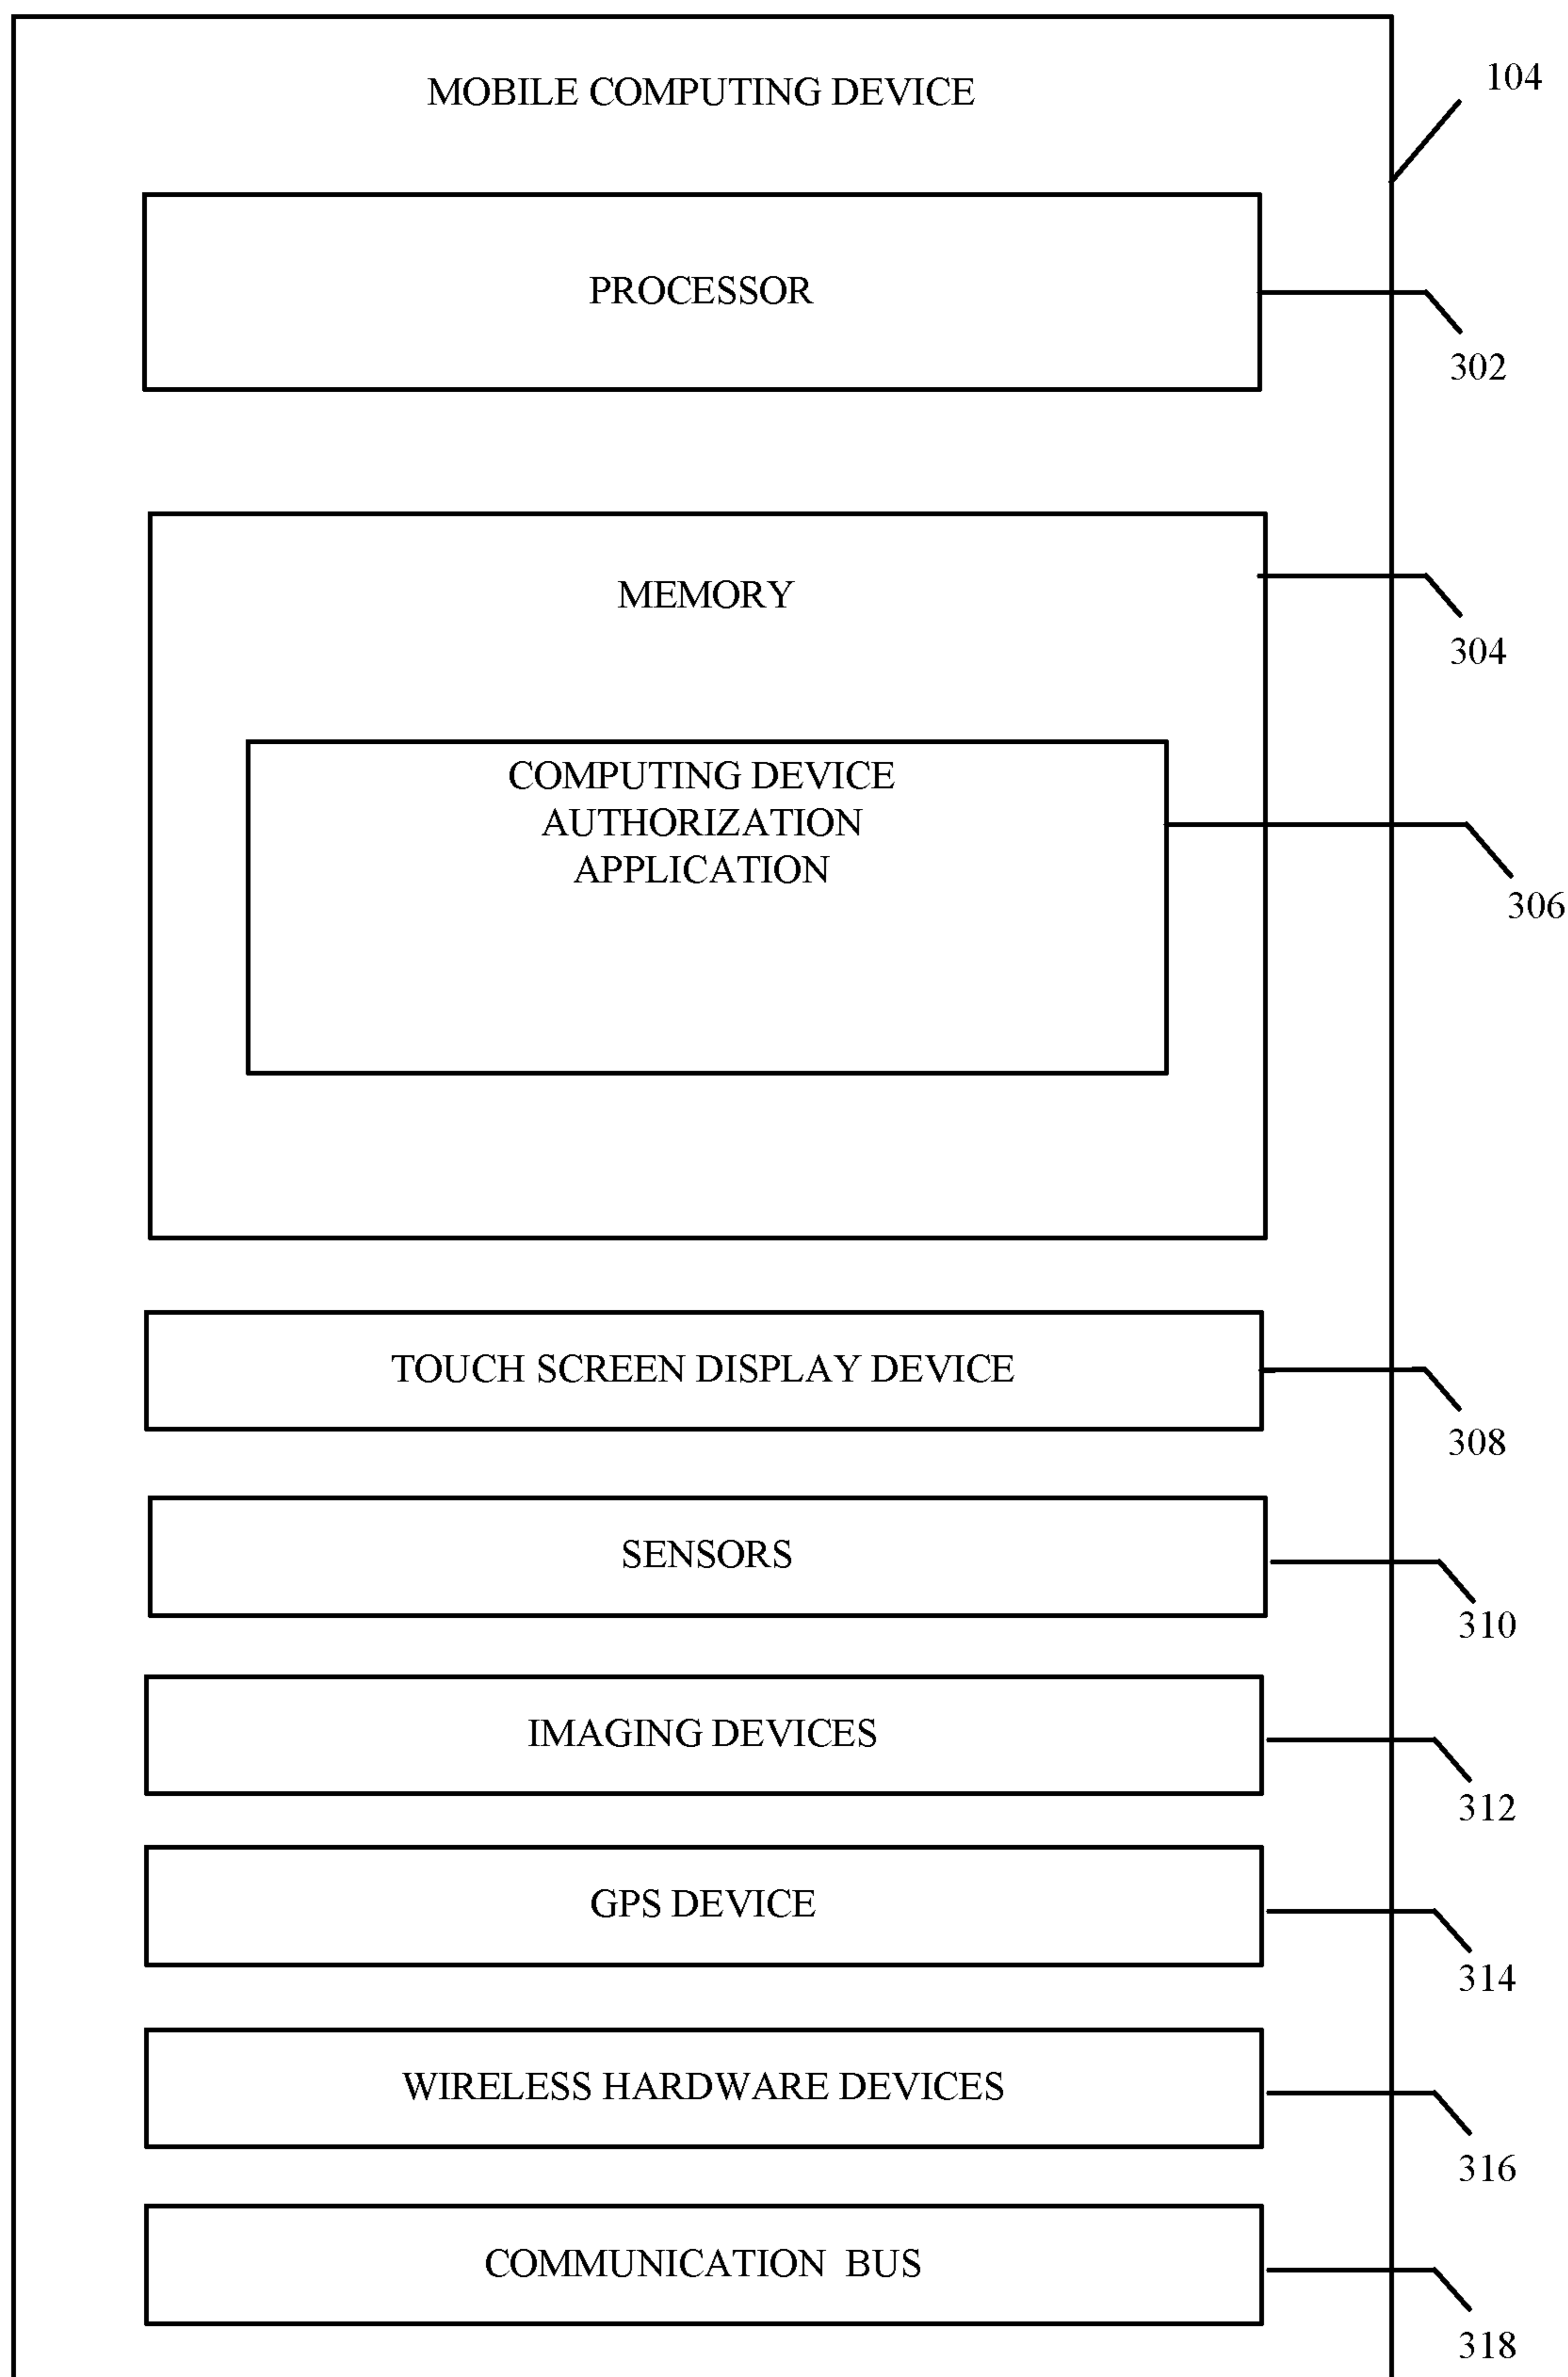 MOBILE COMPUTING DEVICE
104
PROCESSOR
302
MEMORY
304
COMPUTING DEVICE
AUTHORIZATION
APPLICATION
306
TOUCH SCREEN DISPLAY DEVICE
308
SENSORS
310
IMAGING DEVICES
312
GPS DEVICE
314
WIRELESS HARDWARE DEVICES
316
COMMUNICATION BUS
318